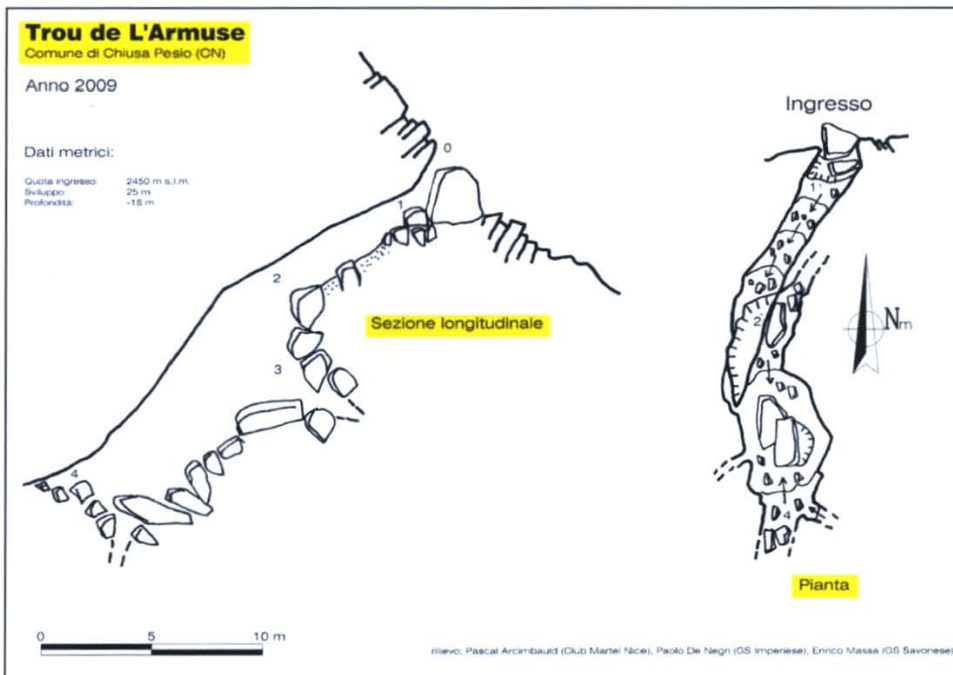 Trou de L'Armuse
Comune di Chiusa Pesio (CN)
Anno 2009
Dati metrici:
Quota ingresso: 2450 m s.l.m.
Sviluppo: 25 m
Profondità: -18 m
0
1
2
3
4
Sezione longitudinale
Ingresso
1
2
4
Nm
Pianta
0 5 10 m
rilievo: Pascal Arcimbauld (Club Martel Nice), Paolo De Negri (GS Imperiese), Enrico Massa (GS Savonese)